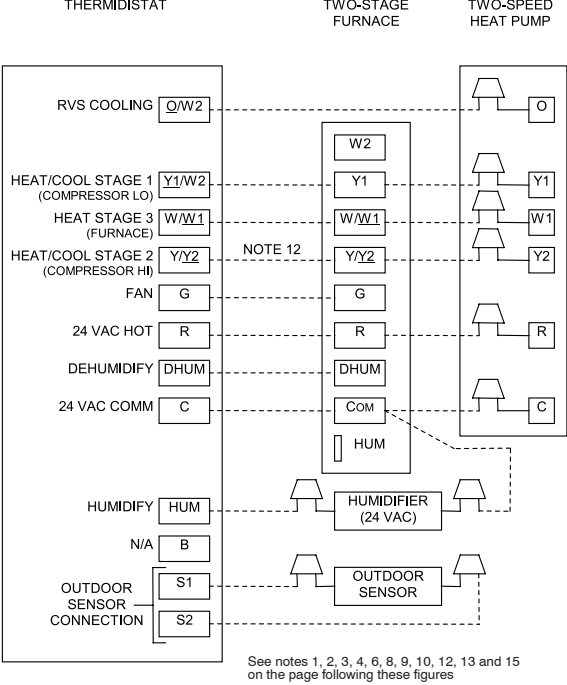 THERMIDISTAT
TWO-STAGE
FURNACE
TWO-SPEED
HEAT PUMP
RVS COOLING O/W2 O
W2
HEAT/COOL STAGE 1 Y1/W2 Y1 Y1
(COMPRESSOR LO)
HEAT STAGE 3 W/W1 W/W1 W1
(FURNACE)
HEAT/COOL STAGE 2 Y/Y2 NOTE 12 Y/Y2 Y2
(COMPRESSOR HI)
FAN G G
24 VAC HOT R R R
DEHUMIDIFY DHUM DHUM
24 VAC COMM C COM C
HUM
HUMIDIFY HUM HUMIDIFIER
(24 VAC)
N/A B
OUTDOOR
SENSOR
CONNECTION
S1
S2
OUTDOOR
SENSOR
See notes 1, 2, 3, 4, 6, 8, 9, 10, 12, 13 and 15
on the page following these figures